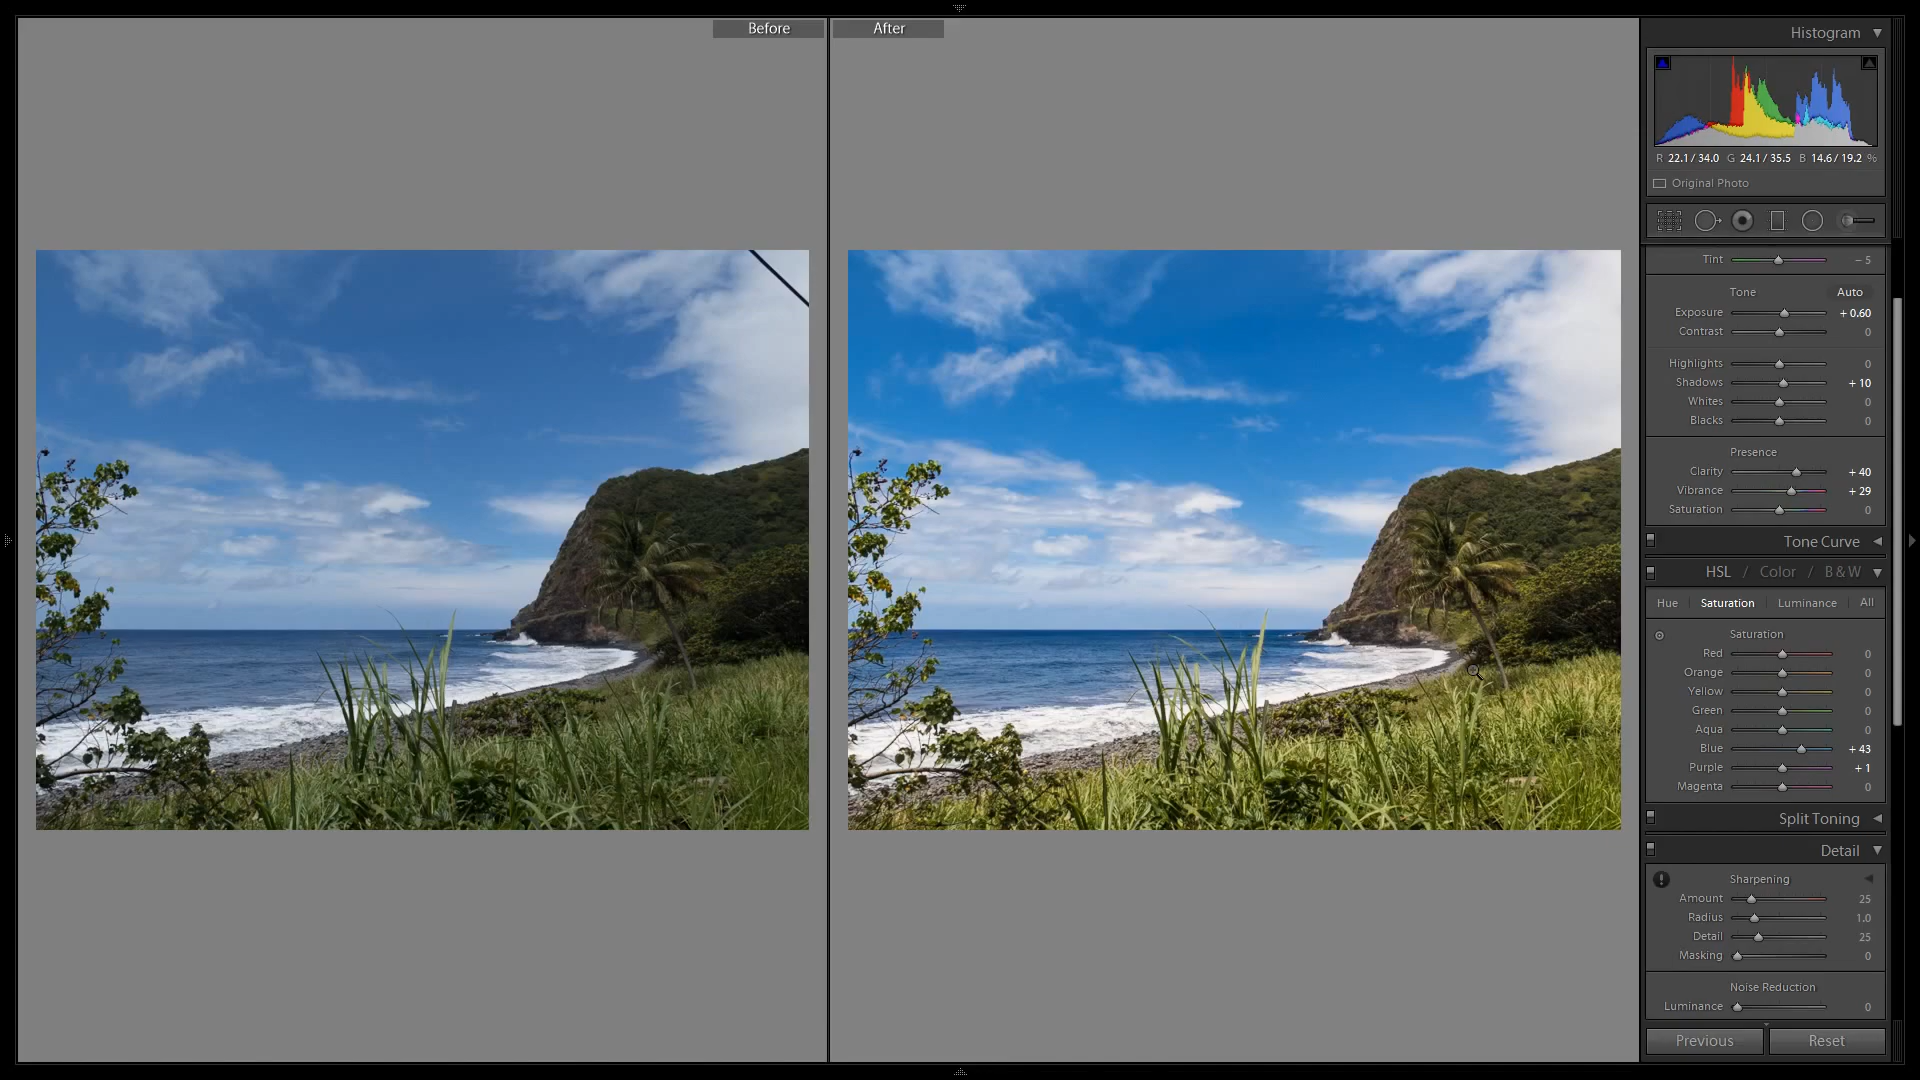 Before
After
Histogram
R 22.1 / 34.0 G 24.1 / 35.5 B 14.6 / 19.2 %
Original Photo
Tint – 5
Tone Auto
Exposure + 0.60
Contrast 0
Highlights 0
Shadows + 10
Whites 0
Blacks 0
Presence
Clarity + 40
Vibrance + 29
Saturation 0
Tone Curve
HSL / Color / B & W
Hue Saturation Luminance All
Saturation
Red 0
Orange 0
Yellow 0
Green 0
Aqua 0
Blue + 43
Purple + 1
Magenta 0
Split Toning
Detail
Sharpening
Amount 25
Radius 1.0
Detail 25
Masking 0
Noise Reduction
Luminance 0
Previous Reset